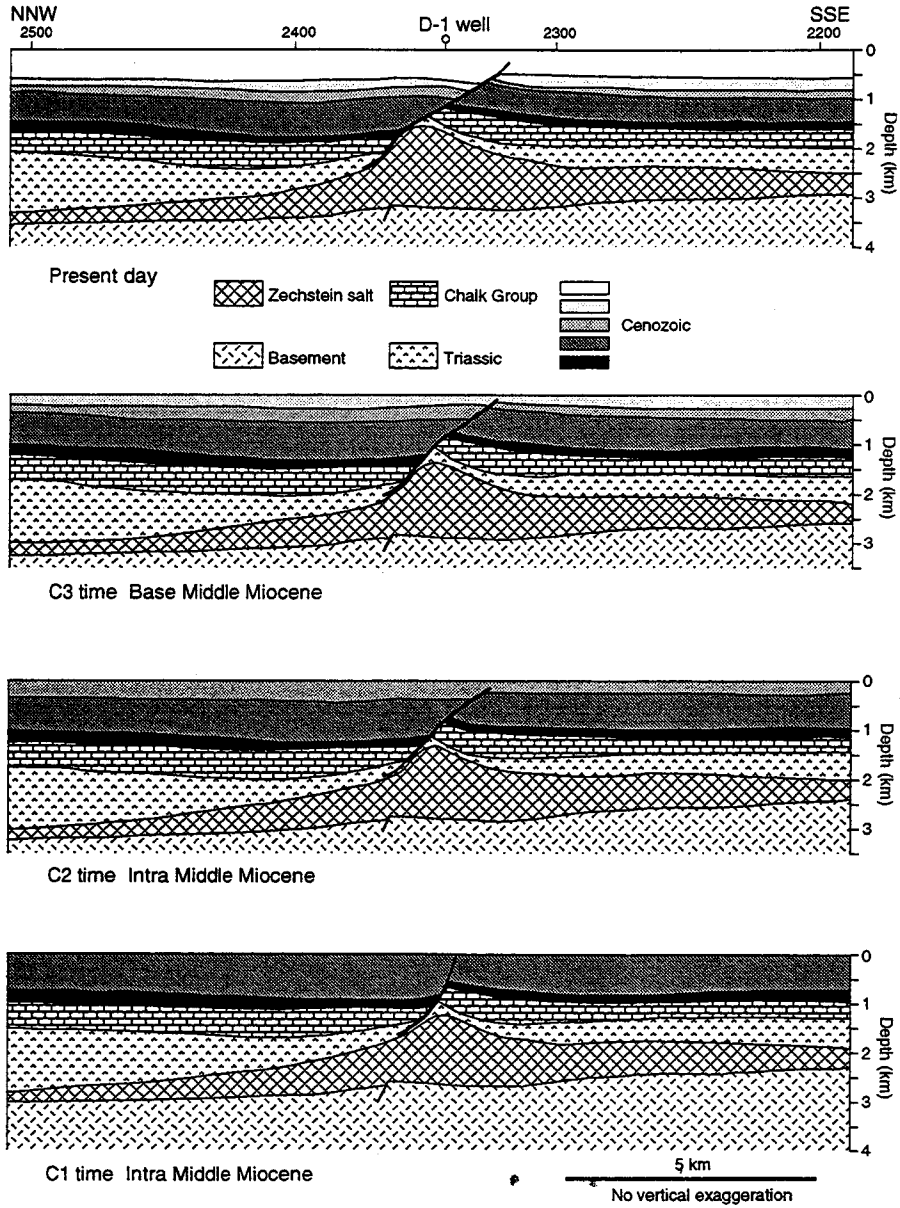 NNW
D-1 well
SSE
2500
2400
2300
2200
0
1
2
3
4
Depth (km)
Present day
Zechstein salt
Chalk Group
Cenozoic
Basement
Triassic
0
1
2
3
Depth (km)
C3 time Base Middle Miocene
0
1
2
3
Depth (km)
C2 time Intra Middle Miocene
0
1
2
3
4
Depth (km)
C1 time Intra Middle Miocene
5 km
No vertical exaggeration